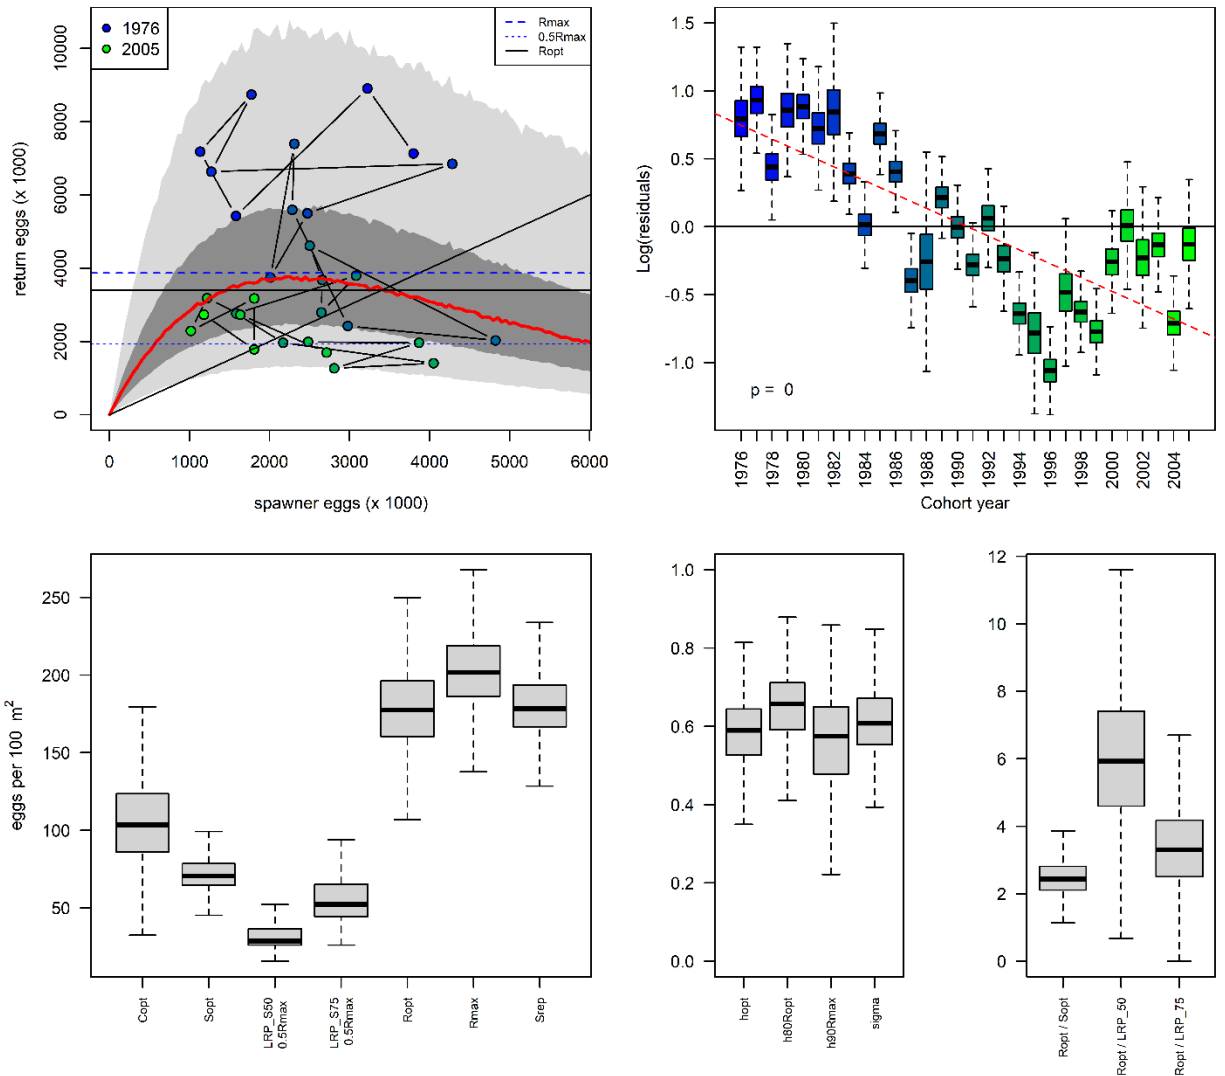 1976
2005
Rmax
0.5Rmax
Ropt
return eggs (x 1000)
10000
8000
6000
4000
2000
0
0 1000 2000 3000 4000 5000 6000
spawner eggs (x 1000)
Log(residuals)
1.5
1.0
0.5
0.0
-0.5
-1.0
p = 0
1976 1978 1980 1982 1984 1986 1988 1990 1992 1994 1996 1998 2000 2002 2004
Cohort year
eggs per 100 m²
250
200
150
100
50
Copt
Sopt
LRP_S50
0.5Rmax
LRP_S75
0.5Rmax
Ropt
Rmax
Srep
1.0
0.8
0.6
0.4
0.2
0.0
hopt
h80Ropt
h90Rmax
sigma
12
10
8
6
4
2
0
Ropt / Sopt
Ropt / LRP_50
Ropt / LRP_75